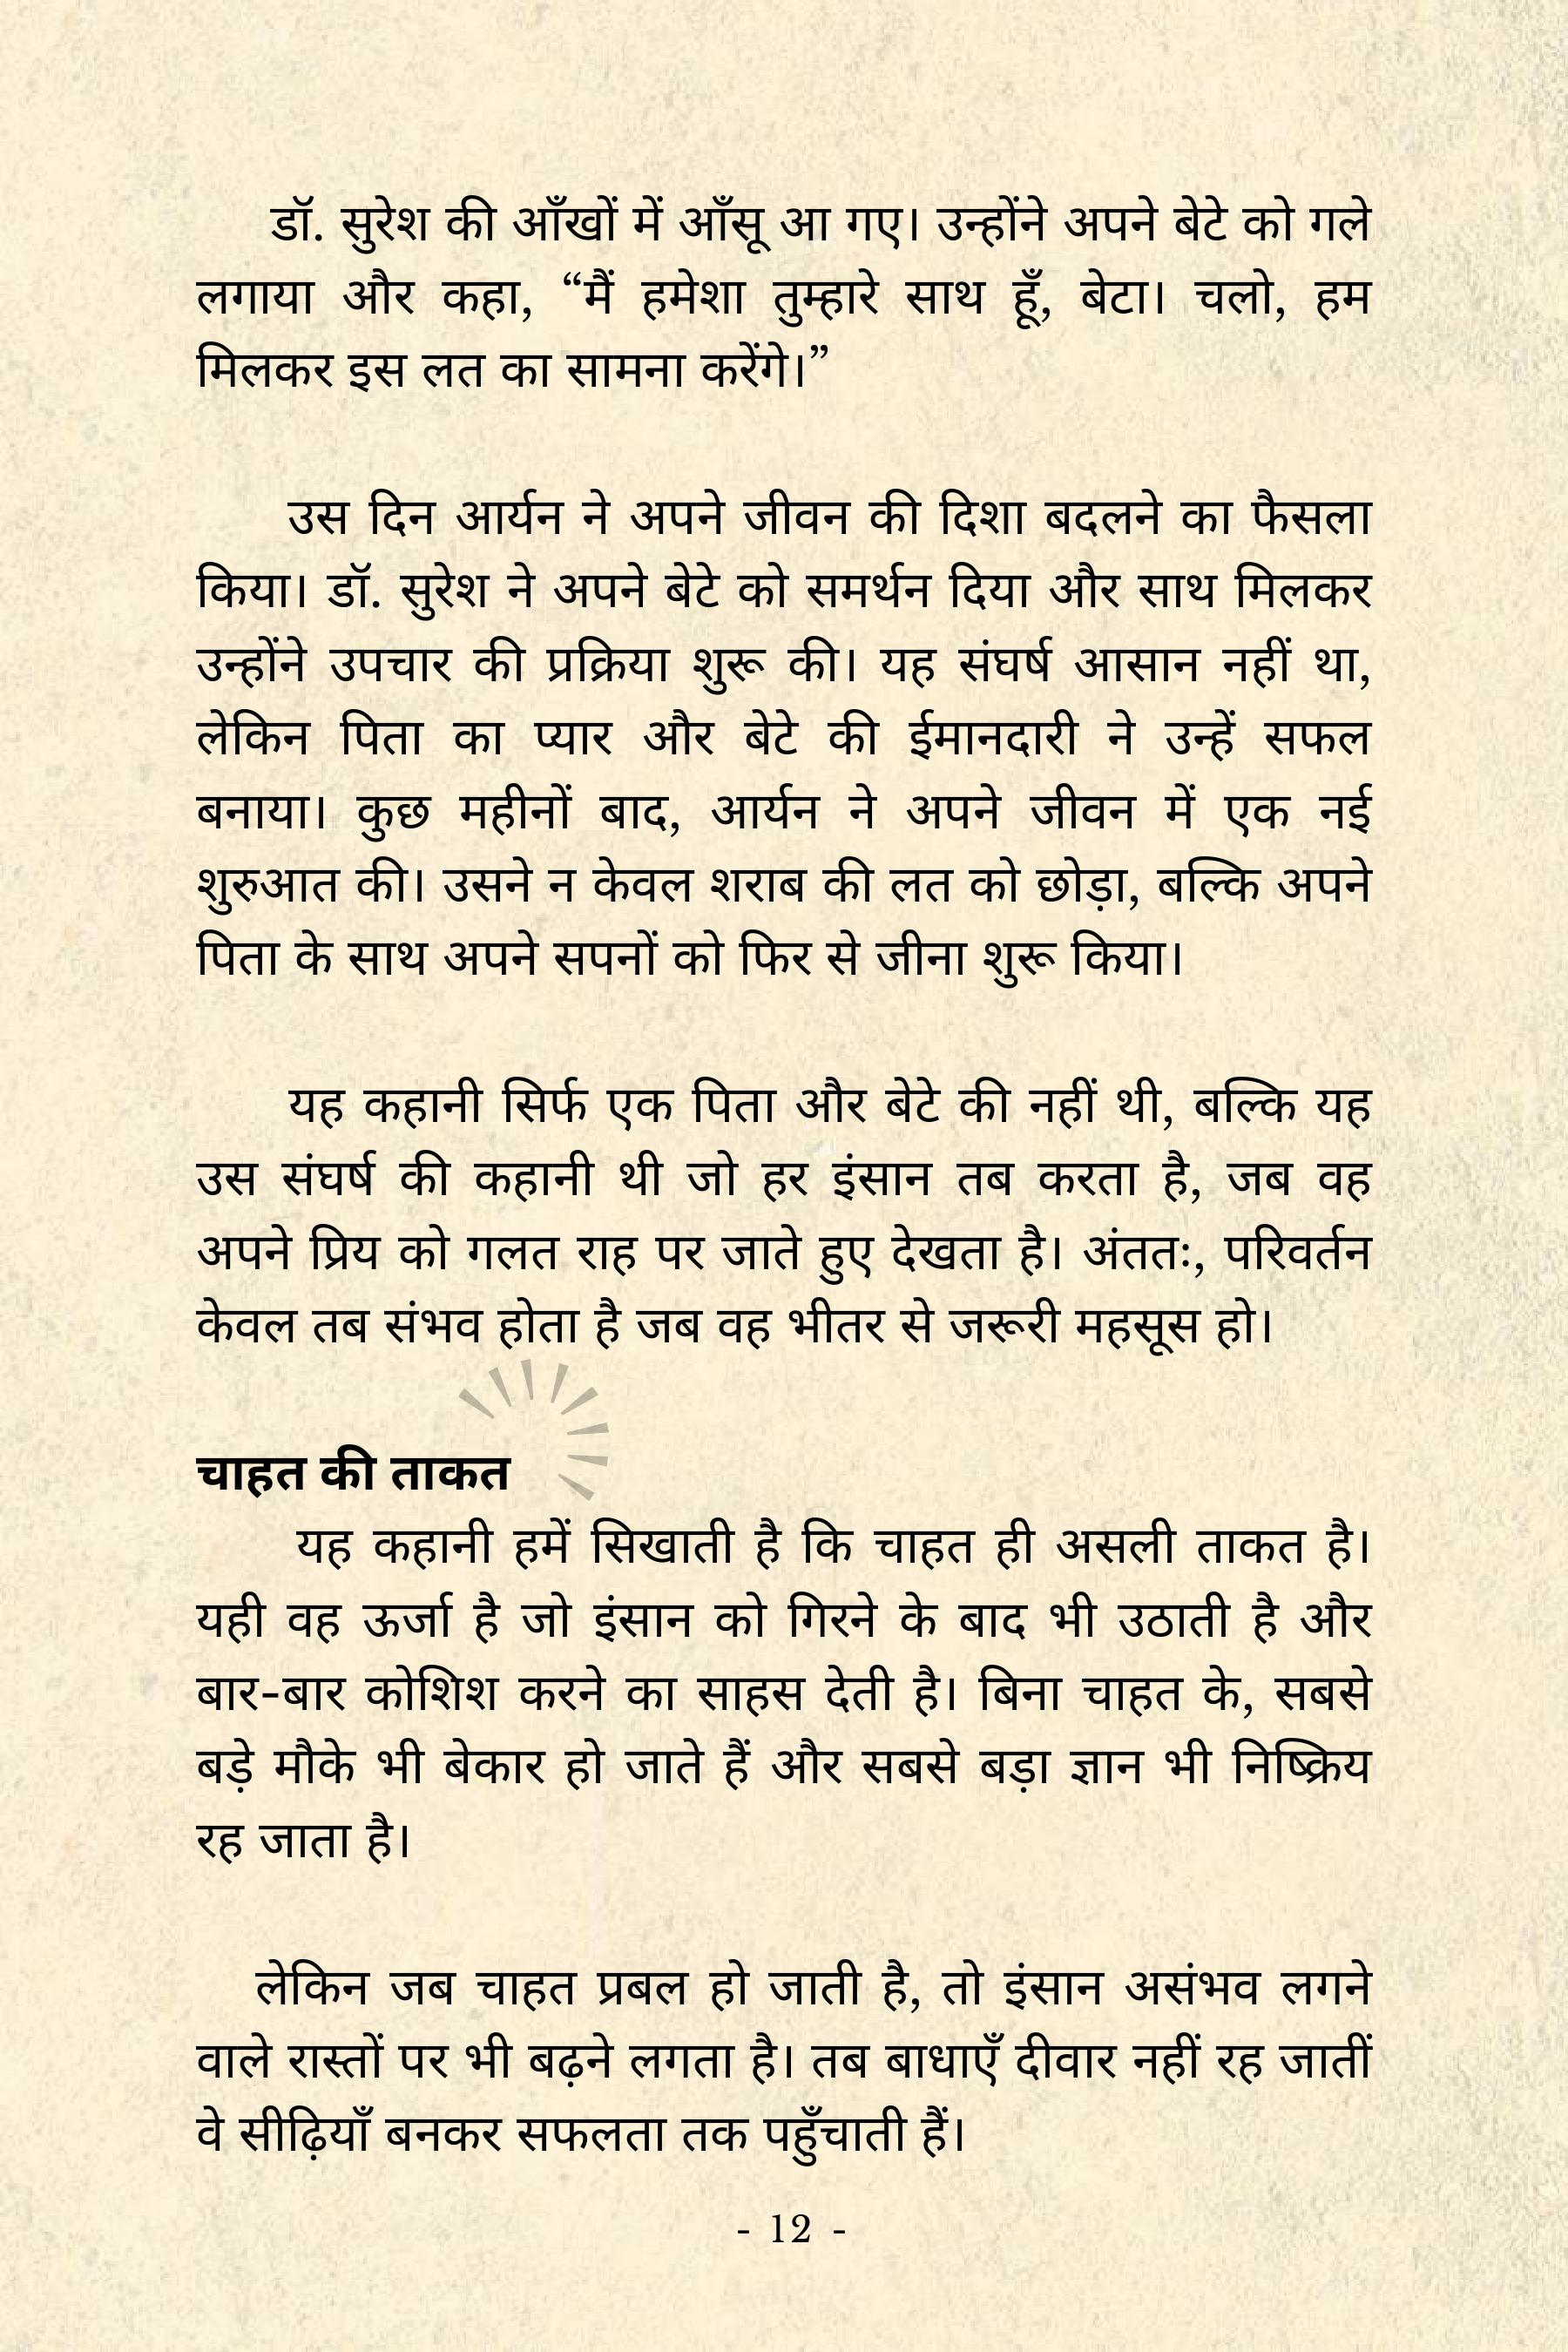 डॉ. सुरेश की आँखों में आँसू आ गए। उन्होंने अपने बेटे को गले
लगाया और कहा, “मैं हमेशा तुम्हारे साथ हूँ, बेटा। चलो, हम
मिलकर इस लत का सामना करेंगे।”
उस दिन आर्यन ने अपने जीवन की दिशा बदलने का फैसला
किया। डॉ. सुरेश ने अपने बेटे को समर्थन दिया और साथ मिलकर
उन्होंने उपचार की प्रक्रिया शुरू की। यह संघर्ष आसान नहीं था,
लेकिन पिता का प्यार और बेटे की ईमानदारी ने उन्हें सफल
बनाया। कुछ महीनों बाद, आर्यन ने अपने जीवन में एक नई
शुरुआत की। उसने न केवल शराब की लत को छोड़ा, बल्कि अपने
पिता के साथ अपने सपनों को फिर से जीना शुरू किया।
यह कहानी सिर्फ एक पिता और बेटे की नहीं थी, बल्कि यह
उस संघर्ष की कहानी थी जो हर इंसान तब करता है, जब वह
अपने प्रिय को गलत राह पर जाते हुए देखता है। अंततः, परिवर्तन
केवल तब संभव होता है जब वह भीतर से जरूरी महसूस हो।
चाहत की ताकत
यह कहानी हमें सिखाती है कि चाहत ही असली ताकत है।
यही वह ऊर्जा है जो इंसान को गिरने के बाद भी उठाती है और
बार-बार कोशिश करने का साहस देती है। बिना चाहत के, सबसे
बड़े मौके भी बेकार हो जाते हैं और सबसे बड़ा ज्ञान भी निष्क्रिय
रह जाता है।
लेकिन जब चाहत प्रबल हो जाती है, तो इंसान असंभव लगने
वाले रास्तों पर भी बढ़ने लगता है। तब बाधाएँ दीवार नहीं रह जातीं
वे सीढ़ियाँ बनकर सफलता तक पहुँचाती हैं।
- 12 -